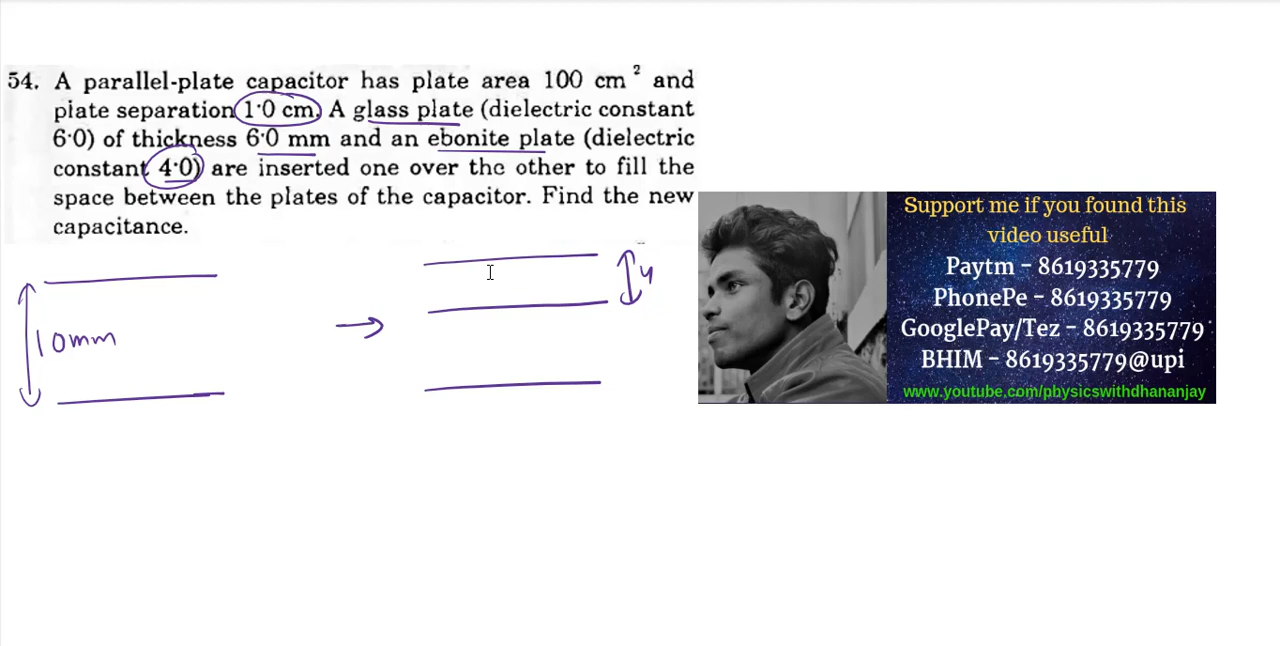 54. A parallel-plate capacitor has plate area 100 cm² and
plate separation 1·0 cm. A glass plate (dielectric constant
6·0) of thickness 6·0 mm and an ebonite plate (dielectric
constant 4·0) are inserted one over the other to fill the
space between the plates of the capacitor. Find the new
capacitance.
10mm
4
Support me if you found this
video useful
Paytm - 8619335779
PhonePe - 8619335779
GooglePay/Tez - 8619335779
BHIM - 8619335779@upi
www.youtube.com/physicswithdhananjay